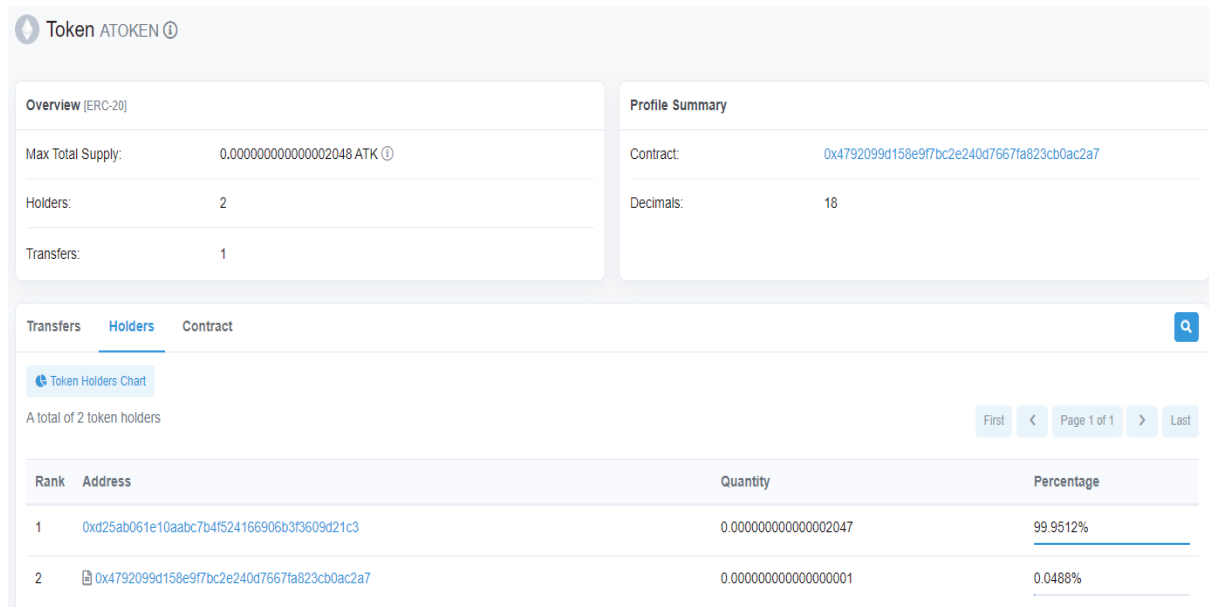 Token ATOKEN
Overview [ERC-20]
Max Total Supply: 0.000000000000002048 ATK
Holders: 2
Transfers: 1
Profile Summary
Contract: 0x4792099d158e9f7bc2e240d7667fa823cb0ac2a7
Decimals: 18
Transfers Holders Contract
Token Holders Chart
A total of 2 token holders
First < Page 1 of 1 > Last
Rank Address Quantity Percentage
1 0xd25ab061e10aabc7b4f524166906b3f3609d21c3 0.000000000000002047 99.9512%
2 0x4792099d158e9f7bc2e240d7667fa823cb0ac2a7 0.000000000000000001 0.0488%